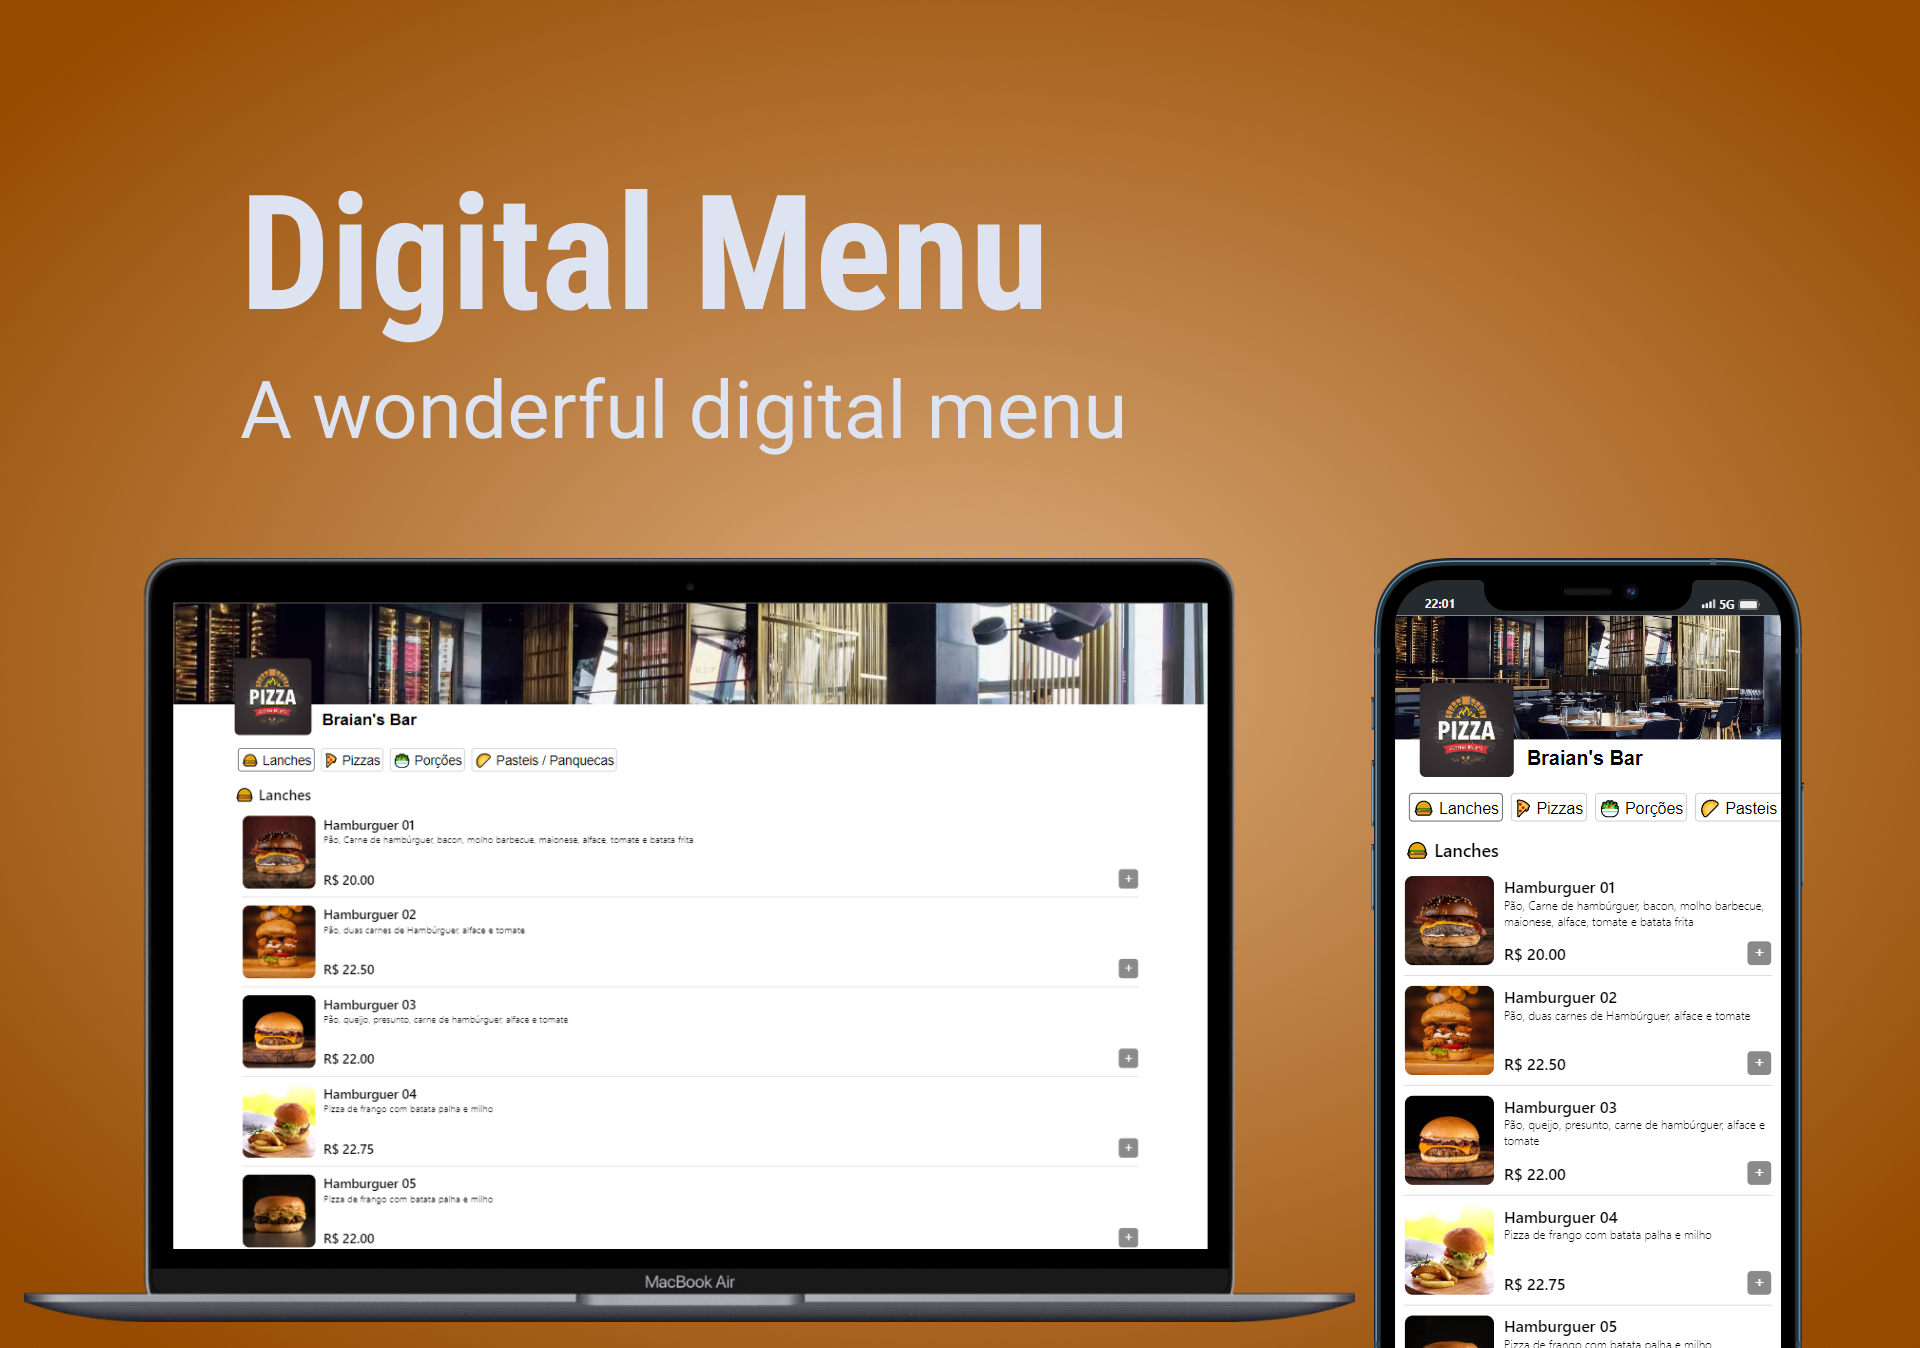 Digital Menu
A wonderful digital menu
PIZZA
Braian's Bar
Lanches
Pizzas
Porções
Pasteis / Panquecas
Lanches
Hamburguer 01
Pão, Carne de hambúrguer, bacon, molho barbecue, maionese, alface, tomate e batata frita
R$ 20.00
+
Hamburguer 02
Pão, duas carnes de Hambúrguer, alface e tomate
R$ 22.50
+
Hamburguer 03
Pão, queijo, presunto, carne de hambúrguer, alface e tomate
R$ 22.00
+
Hamburguer 04
Pizza de frango com batata palha e milho
R$ 22.75
+
Hamburguer 05
Pizza de frango com batata palha e milho
R$ 22.00
+
MacBook Air
22:01
5G
PIZZA
Braian's Bar
Lanches
Pizzas
Porções
Pasteis
Lanches
Hamburguer 01
Pão, Carne de hambúrguer, bacon, molho barbecue,
maionese, alface, tomate e batata frita
R$ 20.00
+
Hamburguer 02
Pão, duas carnes de Hambúrguer, alface e tomate
R$ 22.50
+
Hamburguer 03
Pão, queijo, presunto, carne de hambúrguer, alface e
tomate
R$ 22.00
+
Hamburguer 04
Pizza de frango com batata palha e milho
R$ 22.75
+
Hamburguer 05
Pizza de frango com batata palha e milho